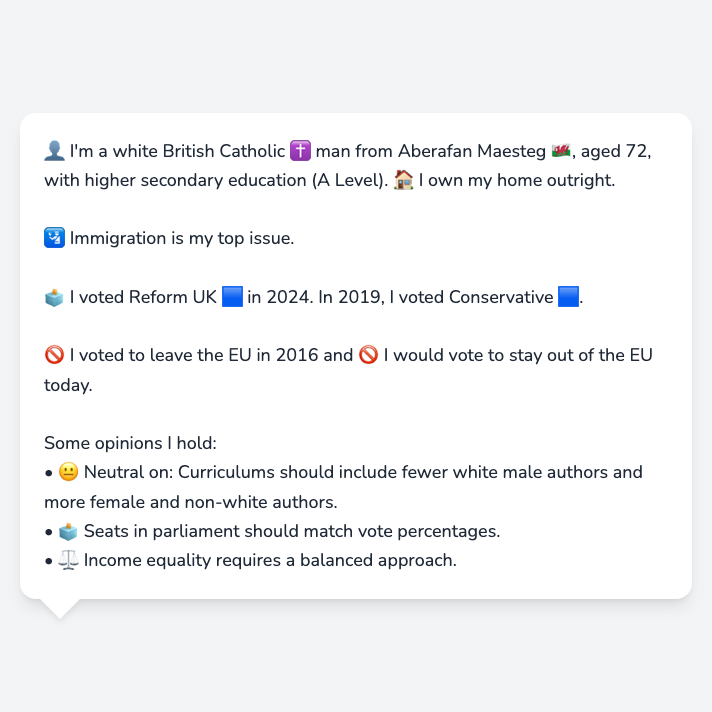 👤 I'm a white British Catholic ✝️ man from Aberafan Maesteg 🏴󠁧󠁢󠁷󠁬󠁳󠁿, aged 72,
with higher secondary education (A Level). 🏠 I own my home outright.
🛂 Immigration is my top issue.
🗳️ I voted Reform UK 🟦 in 2024. In 2019, I voted Conservative 🟦.
🚫 I voted to leave the EU in 2016 and 🚫 I would vote to stay out of the EU
today.
Some opinions I hold:
• 😐 Neutral on: Curriculums should include fewer white male authors and
more female and non-white authors.
• 🗳️ Seats in parliament should match vote percentages.
• ⚖️ Income equality requires a balanced approach.